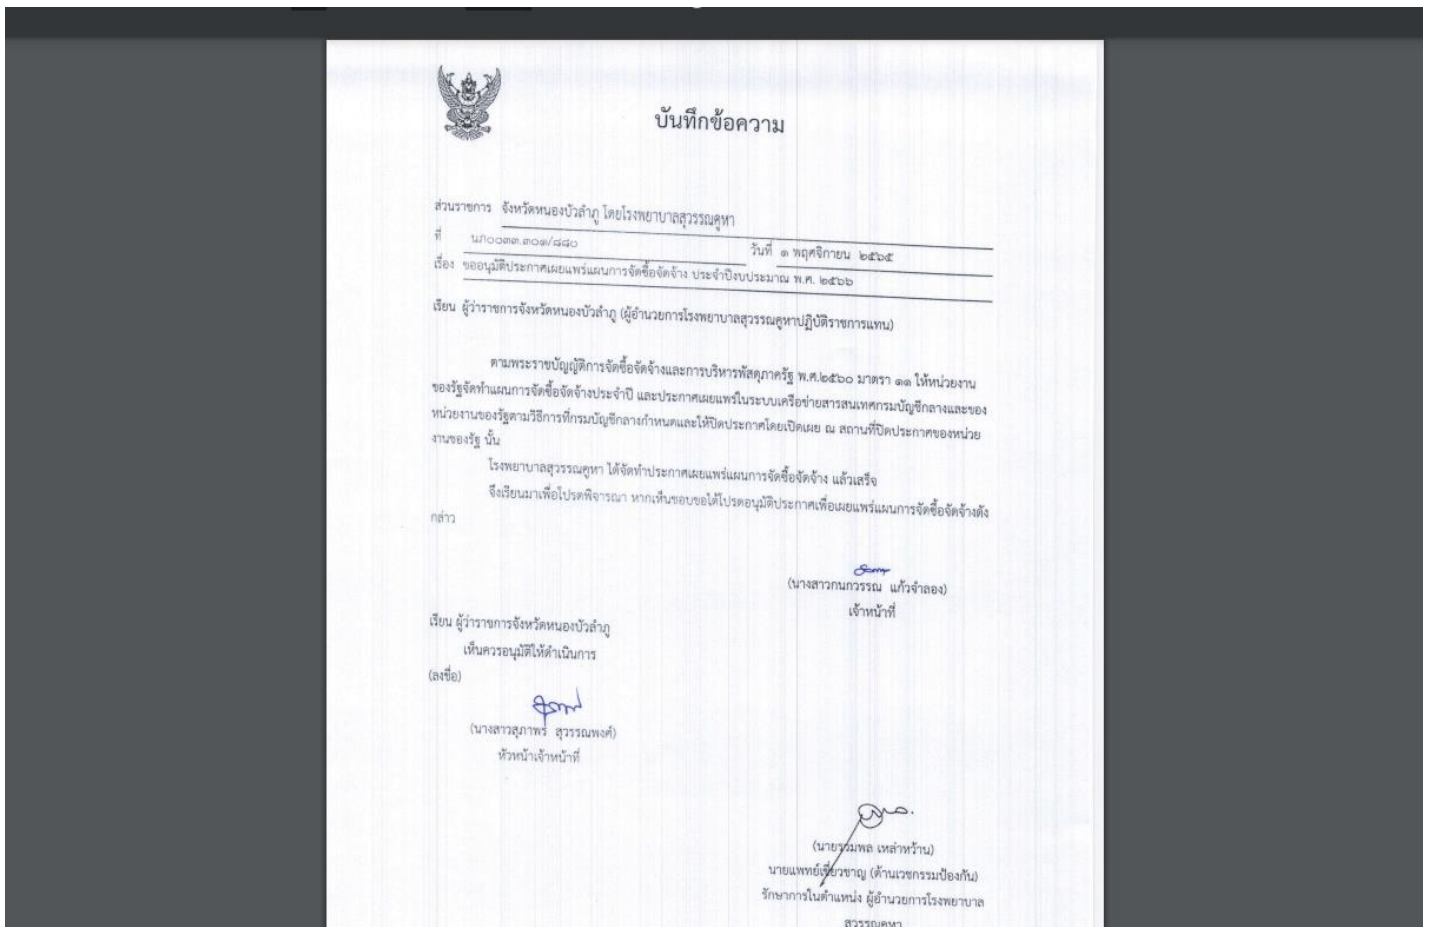 บันทึกข้อความ
ส่วนราชการ จังหวัดหนองบัวลำภู โดยโรงพยาบาลสุวรรณคูหา
ที่ นภ๐๐๓๓.๓๐๑/๘๘๐ วันที่ ๑ พฤศจิกายน ๒๕๖๕
เรื่อง ขออนุมัติประกาศเผยแพร่แผนการจัดซื้อจัดจ้าง ประจำปีงบประมาณ พ.ศ. ๒๕๖๖
เรียน ผู้ว่าราชการจังหวัดหนองบัวลำภู (ผู้อำนวยการโรงพยาบาลสุวรรณคูหาปฏิบัติราชการแทน)
ตามพระราชบัญญัติการจัดซื้อจัดจ้างและการบริหารพัสดุภาครัฐ พ.ศ.๒๕๖๐ มาตรา ๑๑ ให้หน่วยงาน
ของรัฐจัดทำแผนการจัดซื้อจัดจ้างประจำปี และประกาศเผยแพร่ในระบบเครือข่ายสารสนเทศกรมบัญชีกลางและของ
หน่วยงานของรัฐตามวิธีการที่กรมบัญชีกลางกำหนดและให้ปิดประกาศโดยเปิดเผย ณ สถานที่ปิดประกาศของหน่วย
งานของรัฐ นั้น
โรงพยาบาลสุวรรณคูหา ได้จัดทำประกาศเผยแพร่แผนการจัดซื้อจัดจ้าง แล้วเสร็จ
จึงเรียนมาเพื่อโปรดพิจารณา หากเห็นชอบขอได้โปรดอนุมัติประกาศเพื่อเผยแพร่แผนการจัดซื้อจัดจ้างดัง
กล่าว
(นางสาวกนกวรรณ แก้วจำลอง)
เจ้าหน้าที่
เรียน ผู้ว่าราชการจังหวัดหนองบัวลำภู
เห็นควรอนุมัติให้ดำเนินการ
(ลงชื่อ)
(นางสาวสุภาพร สุวรรณพงศ์)
หัวหน้าเจ้าหน้าที่
(นายรวมพล เหล่าหว้าน)
นายแพทย์เชี่ยวชาญ (ด้านเวชกรรมป้องกัน)
รักษาการในตำแหน่ง ผู้อำนวยการโรงพยาบาล
สุวรรณคูหา